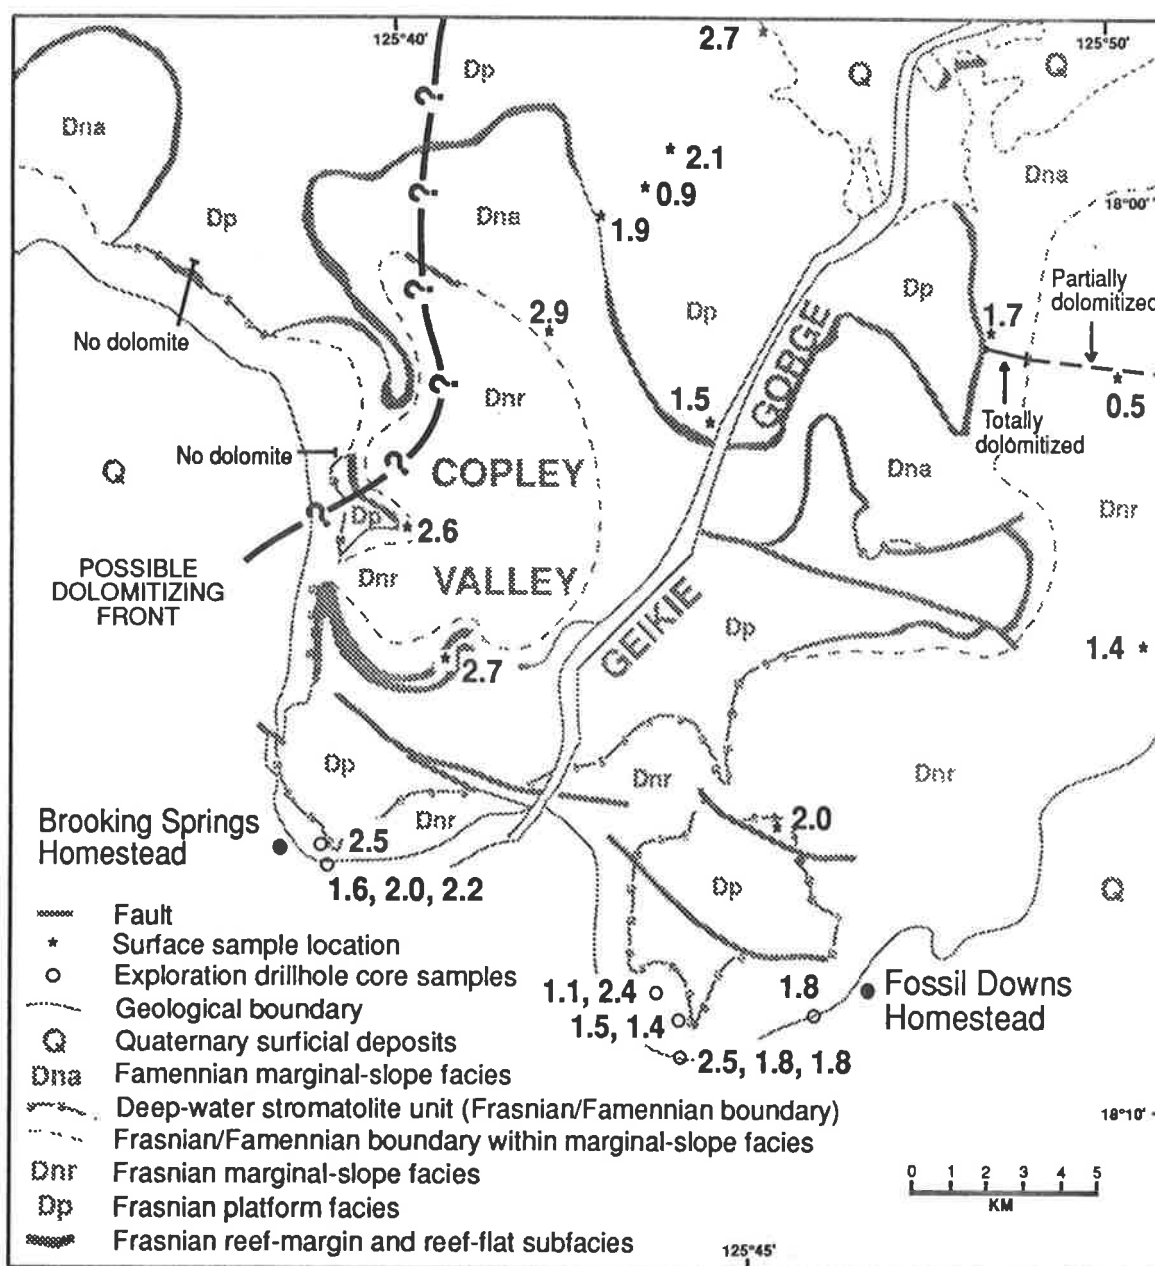 125°40'
125°50'
2.7
Dp
Q
Q
Dna
2.1
0.9
Dna
18°00'
Dp
Dna
1.9
Partially
dolomitized
Dp
Dp
1.7
2.9
No dolomite
GORGE
Dnr
1.5
0.5
Totally
dolomitized
No dolomite
Q
COPLEY
Dna
Dnr
Dp
2.6
POSSIBLE
DOLOMITIZING
FRONT
Dnr
VALLEY
GEIKIE
Dp
1.4
2.7
Dp
Dnr
Dnr
Brooking Springs
Homestead
2.5
Dnr
2.0
1.6, 2.0, 2.2
Dp
Q
? ? ? ? ? ?
Fault
* Surface sample location
Exploration drillhole core samples
1.1, 2.4
1.8
Fossil Downs
Homestead
Geological boundary
1.5, 1.4
Q Quaternary surficial deposits
2.5, 1.8, 1.8
Dna Famennian marginal-slope facies
Deep-water stromatolite unit (Frasnian/Famennian boundary)
18°10'
Frasnian/Famennian boundary within marginal-slope facies
Dnr Frasnian marginal-slope facies
0 1 2 3 4 5
KM
Dp Frasnian platform facies
Frasnian reef-margin and reef-flat subfacies
125°45'